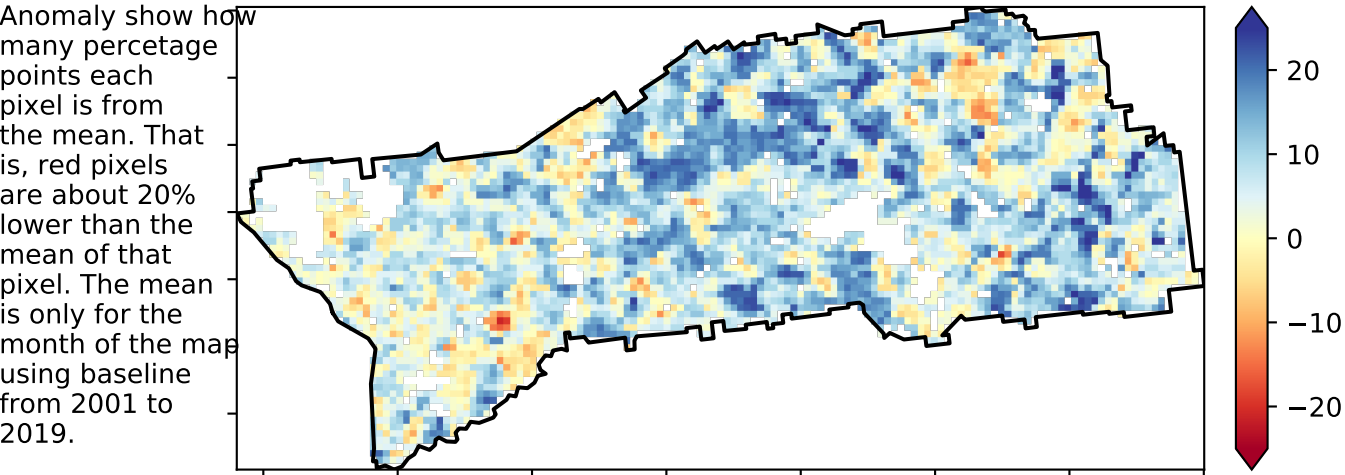 Anomaly show how
many percetage
points each
pixel is from
the mean. That
is, red pixels
are about 20%
lower than the
mean of that
pixel. The mean
is only for the
month of the map
using baseline
from 2001 to
2019.
20
10
0
−10
−20